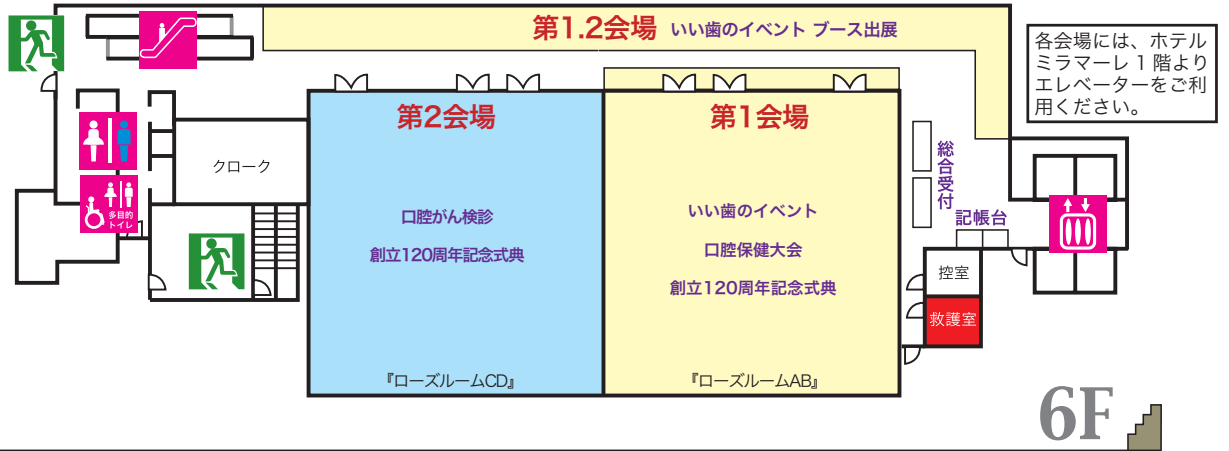 第1.2会場 いい歯のイベント ブース出展
各会場には、ホテル
ミラマーレ1階より
エレベーターをご利
用ください。
第2会場
第1会場
クローク
多目的
トイレ
総合受付
記帳台
口腔がん検診
創立120周年記念式典
いい歯のイベント
口腔保健大会
創立120周年記念式典
控室
救護室
『ローズルームCD』
『ローズルームAB』
6F